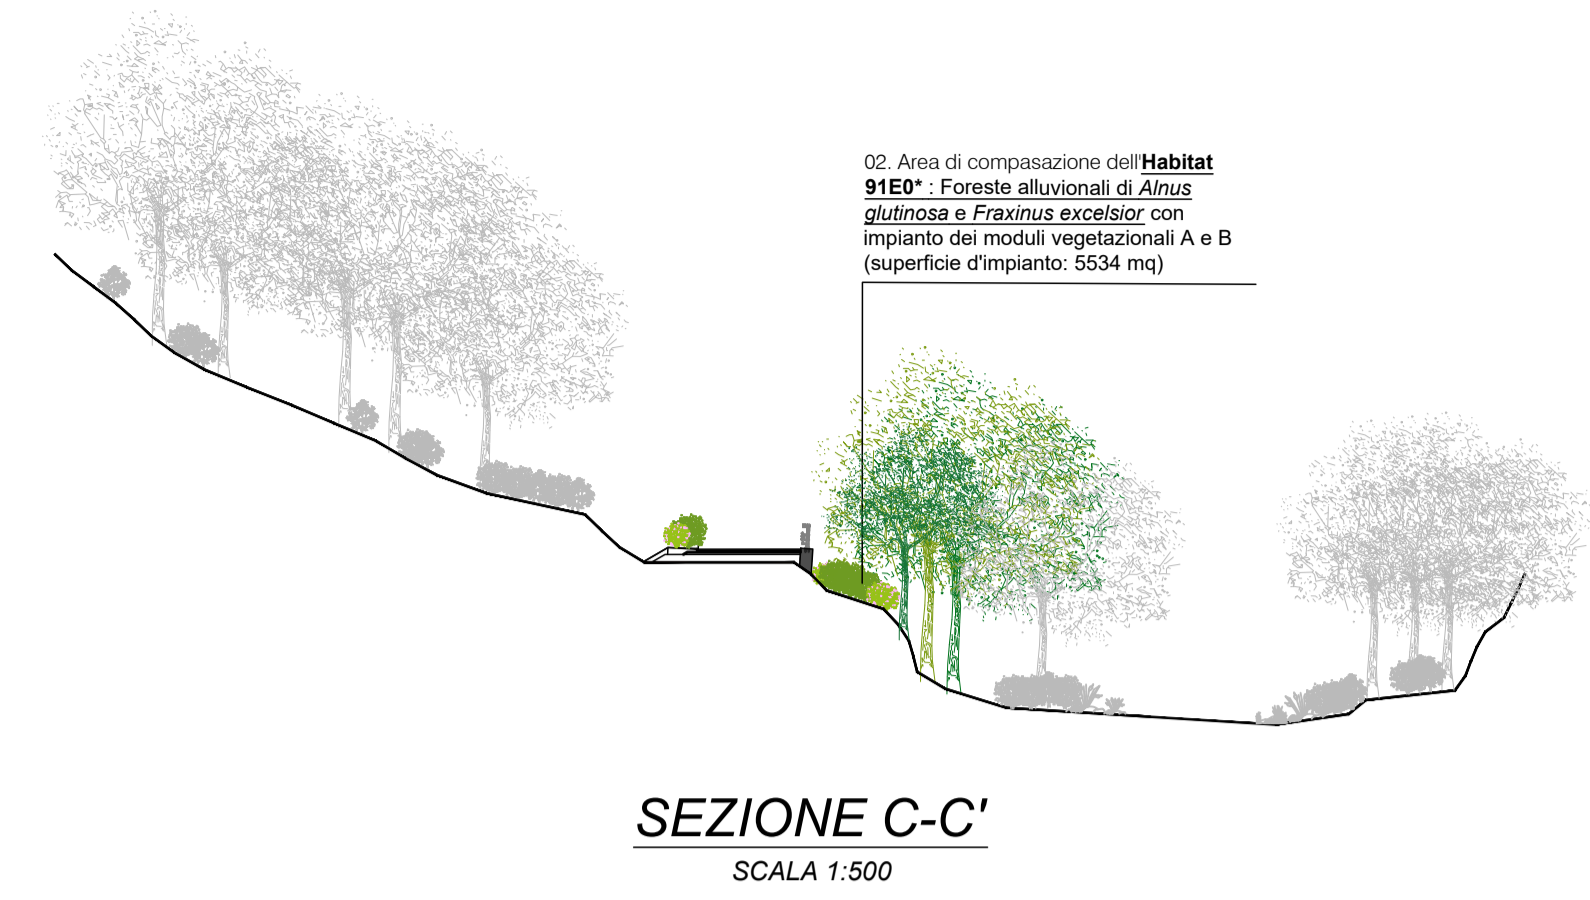 02. Area di compasazione dell'Habitat
91E0* : Foreste alluvionali di Alnus
glutinosa e Fraxinus excelsior con
impianto dei moduli vegetazionali A e B
(superficie d'impianto: 5534 mq)
SEZIONE C-C'
SCALA 1:500